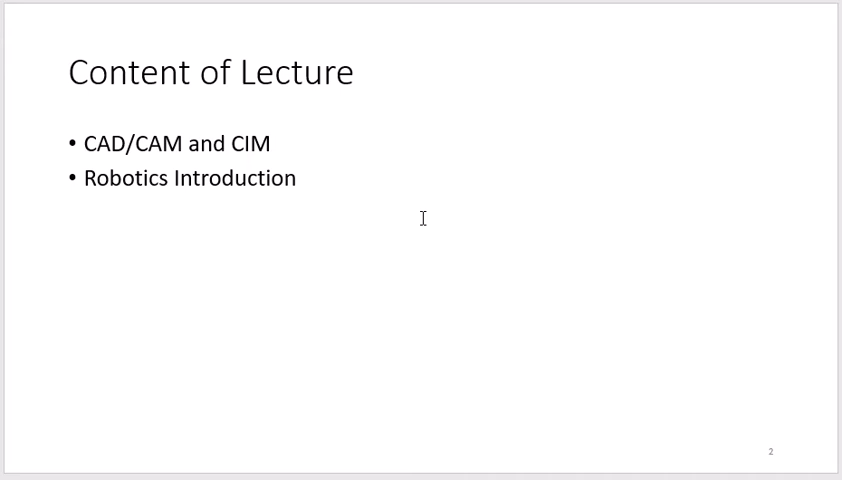 Content of Lecture
• CAD/CAM and CIM
• Robotics Introduction
2